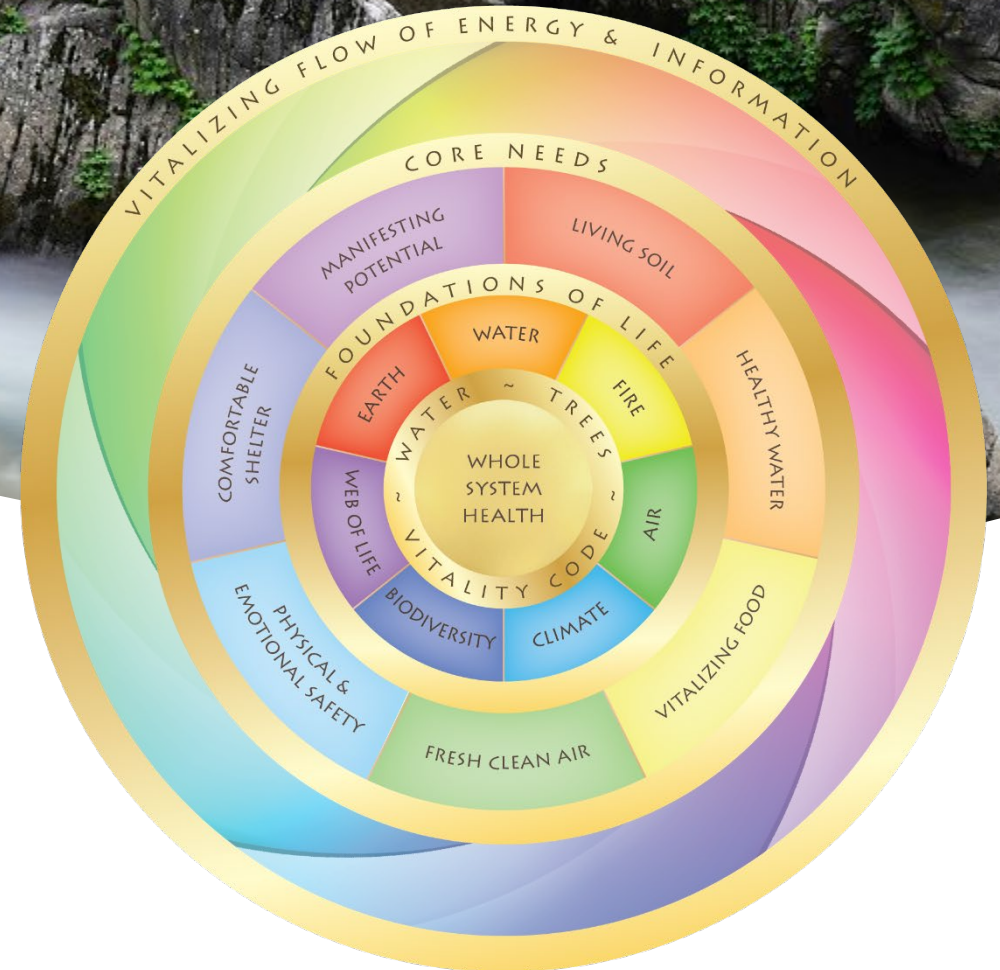 VITALIZING FLOW OF ENERGY & INFORMATION
CORE NEEDS
MANIFESTING
POTENTIAL
LIVING SOIL
HEALTHY WATER
VITALIZING FOOD
FRESH CLEAN AIR
PHYSICAL &
EMOTIONAL SAFETY
COMFORTABLE
SHELTER
FOUNDATIONS OF LIFE
EARTH
WATER
FIRE
AIR
CLIMATE
BIODIVERSITY
WEB OF LIFE
WATER ~ TREES ~ VITALITY CODE ~
WHOLE
SYSTEM
HEALTH